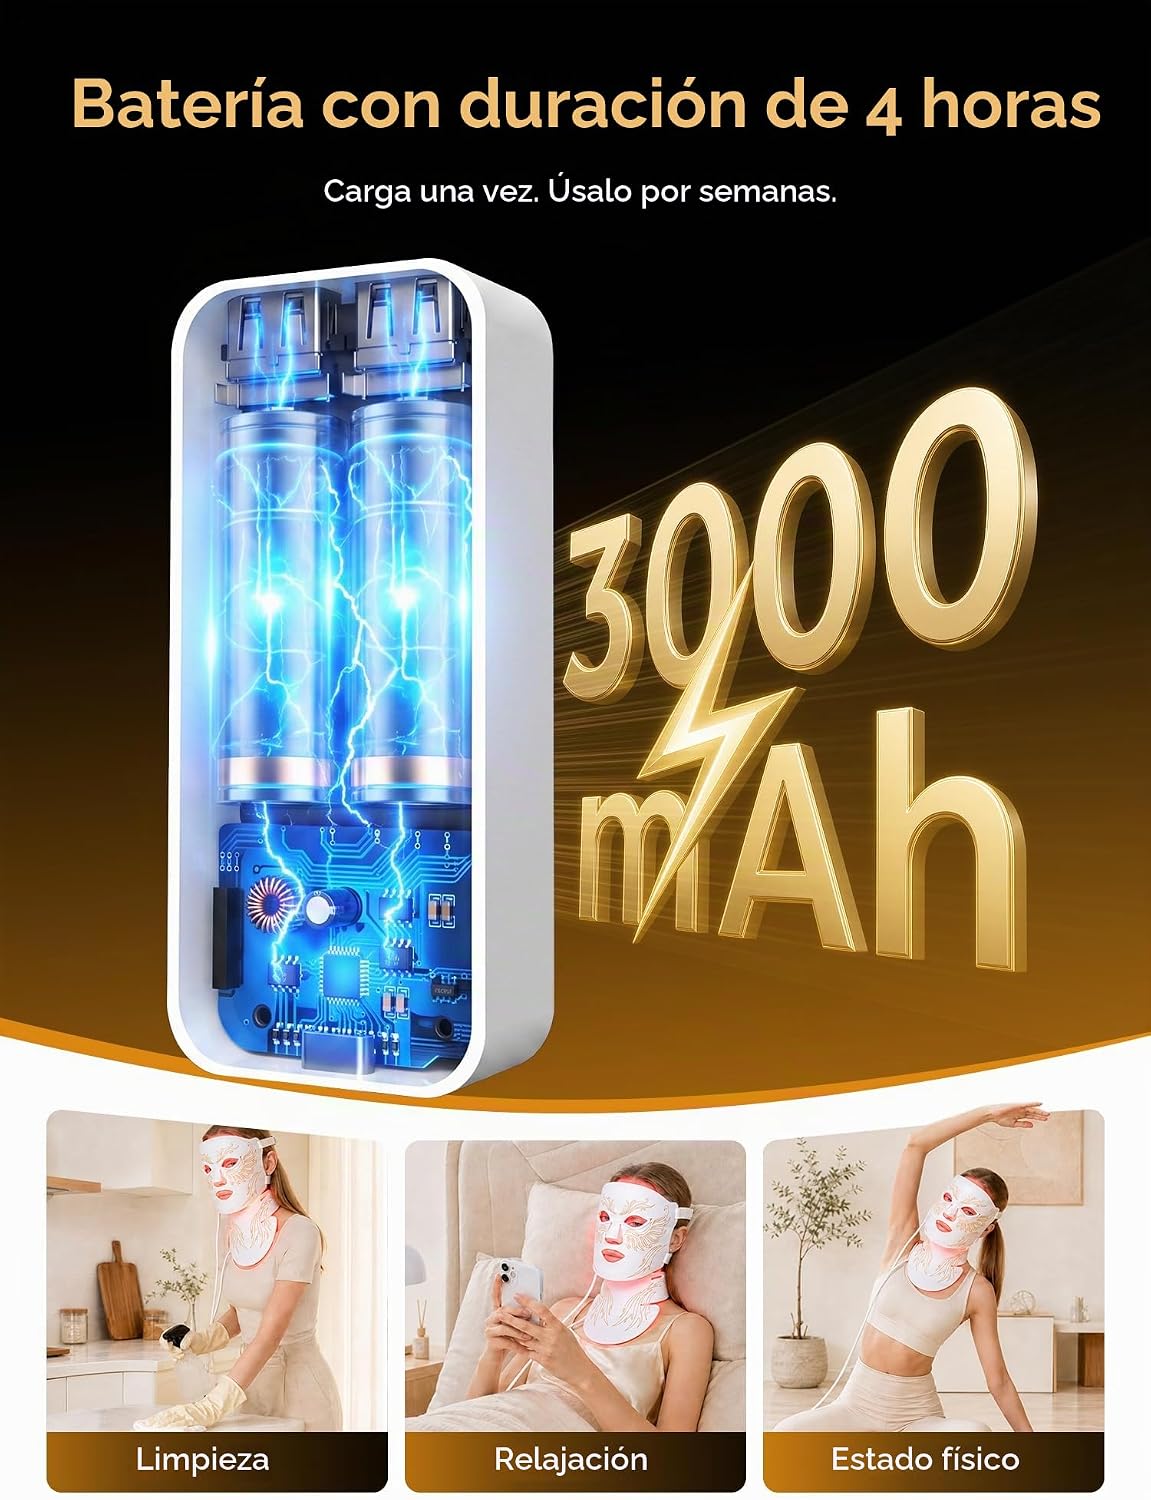 Batería con duración de 4 horas
Carga una vez. Úsalo por semanas.
3000
mAh
Limpieza
Relajación
Estado físico